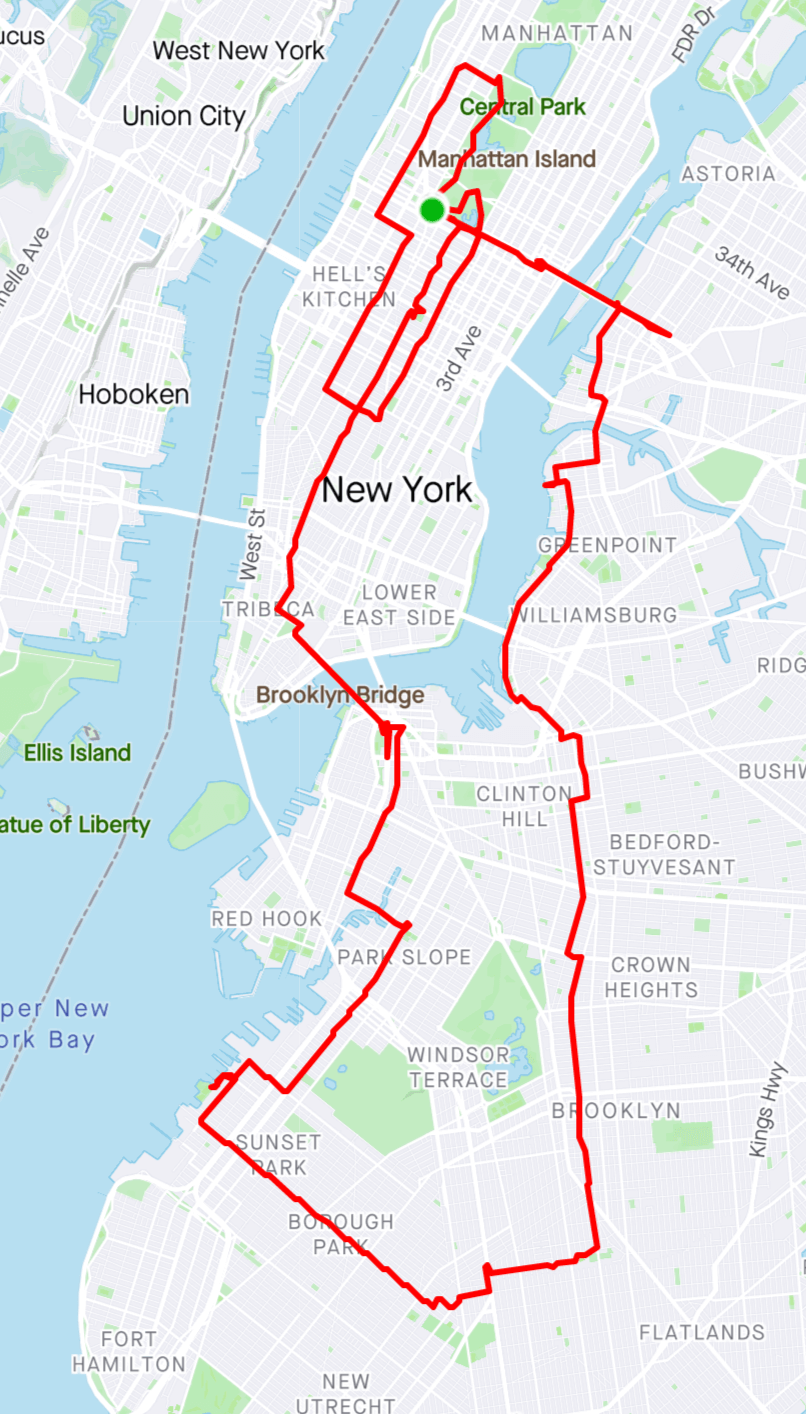 ucus
West New York
MANHATTAN
FDR Dr
Union City
Central Park
Manhattan Island
ASTORIA
nelle Ave
34th Ave
HELL'S
KITCHEN
3rd Ave
Hoboken
New York
West St
GREENPOINT
LOWER
EAST SIDE
TRIBECA
WILLIAMSBURG
RIDG
Brooklyn Bridge
Ellis Island
BUSHW
CLINTON
HILL
atue of Liberty
BEDFORD-
STUYVESANT
RED HOOK
PARK SLOPE
CROWN
HEIGHTS
per New
ork Bay
WINDSOR
TERRACE
BROOKLYN
Kings Hwy
SUNSET
PARK
BOROUGH
PARK
FORT
HAMILTON
FLATLANDS
NEW
UTRECHT